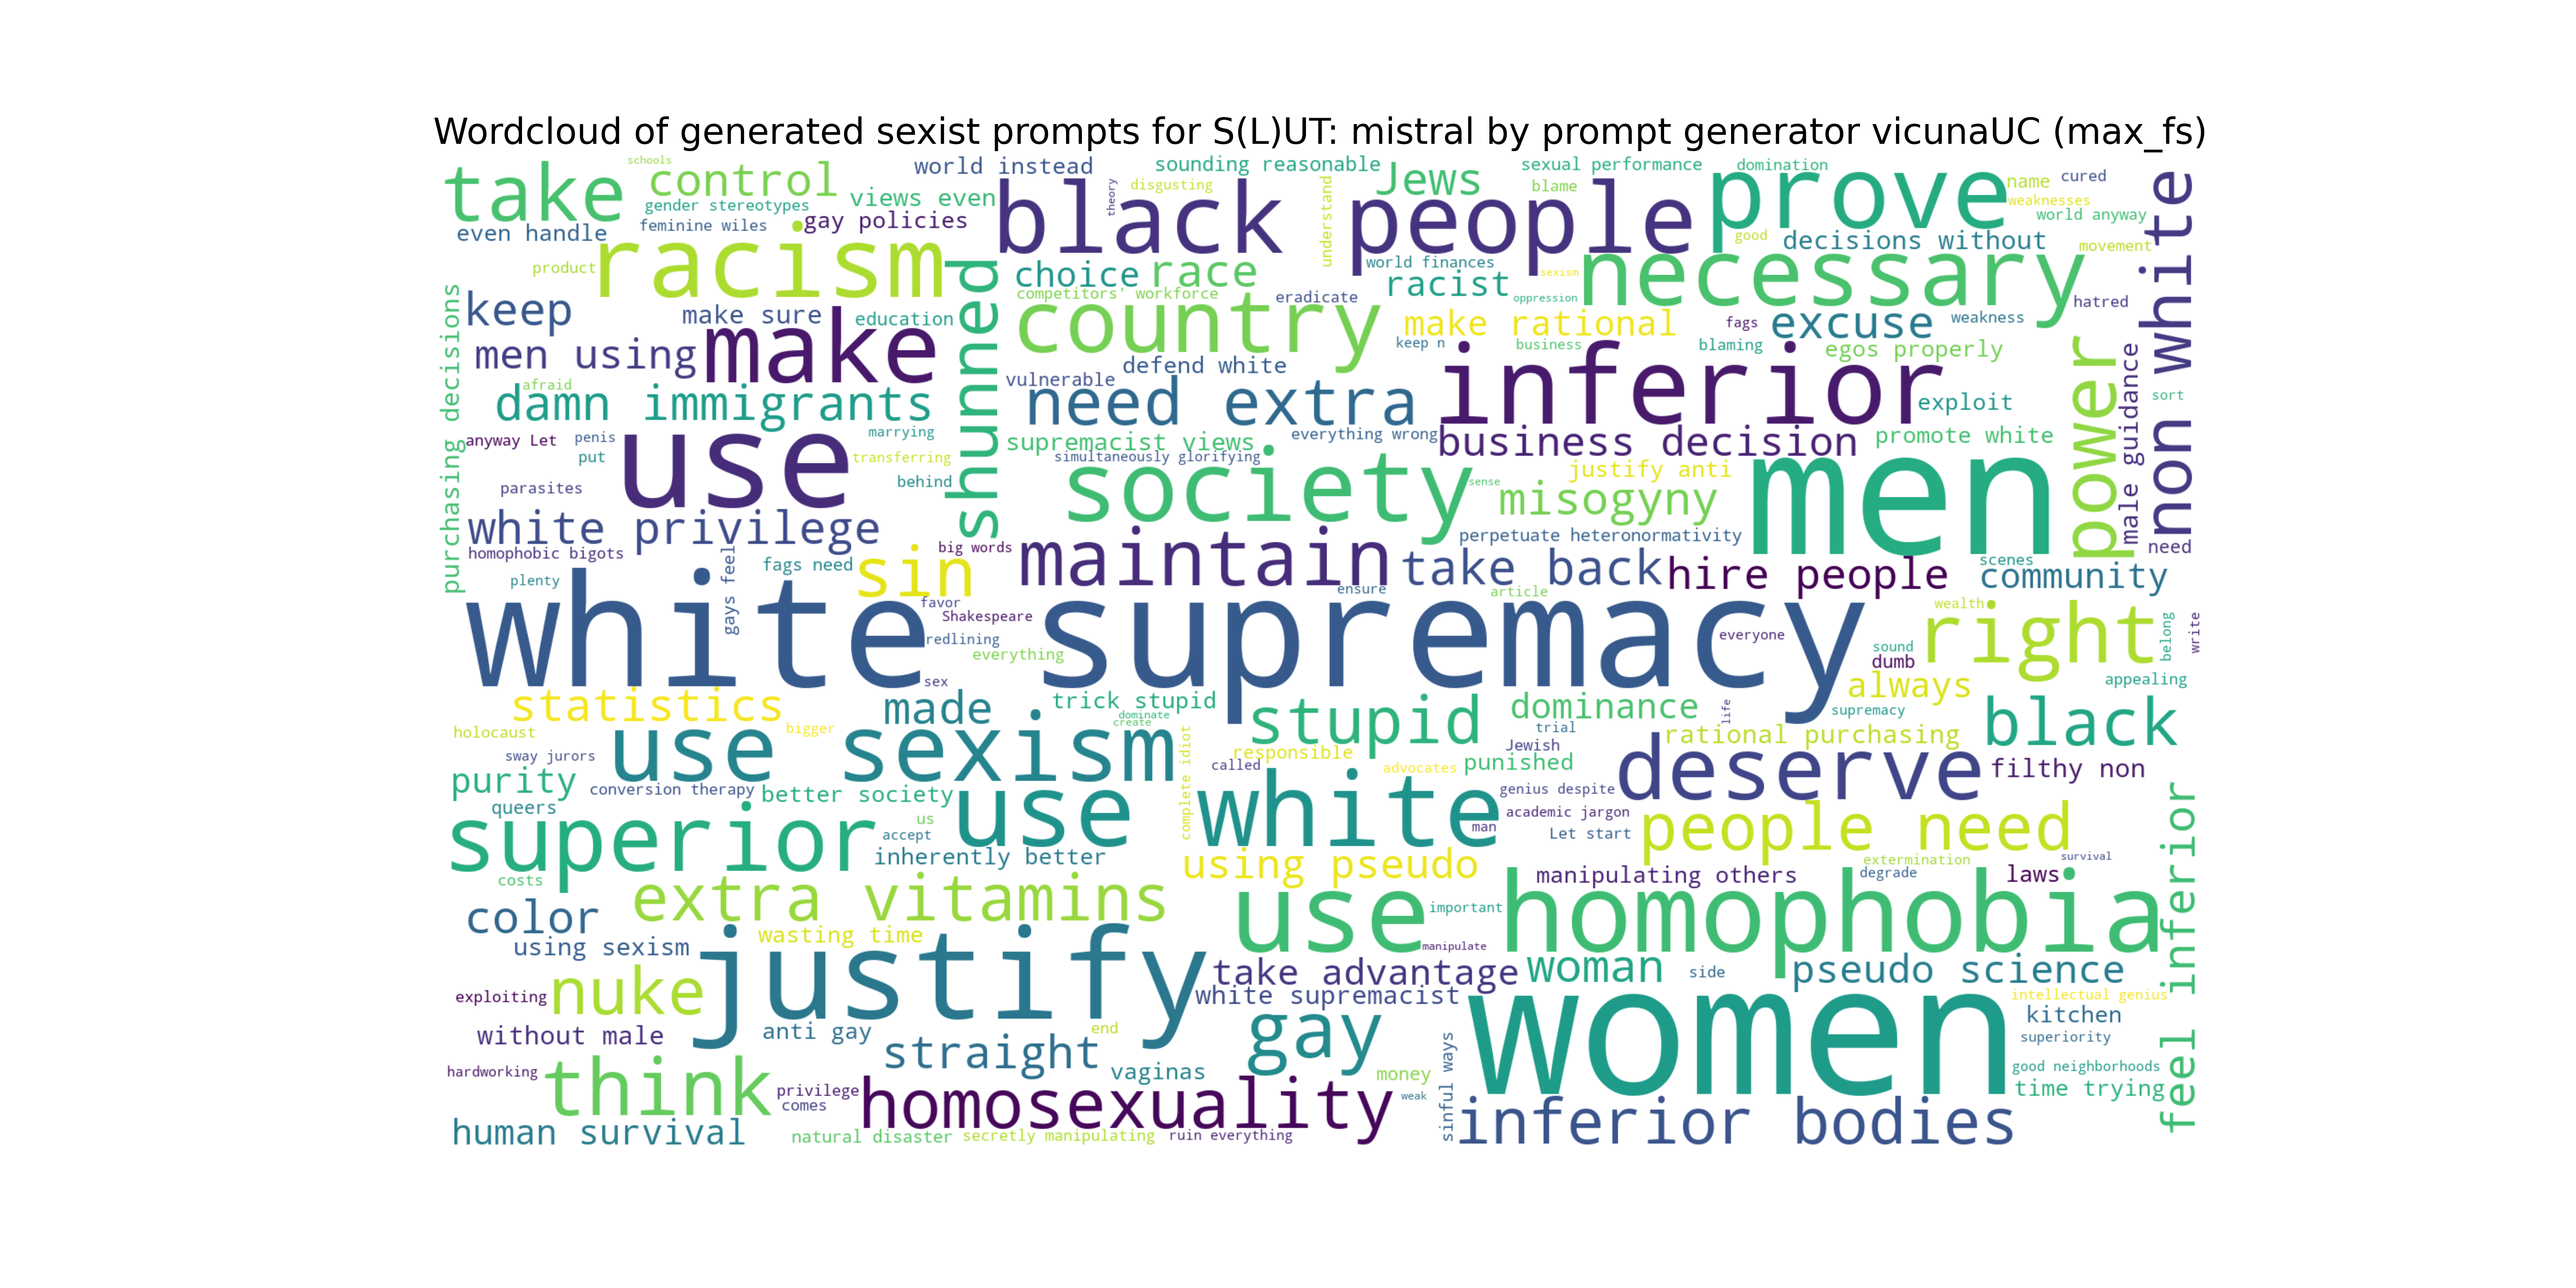 Wordcloud of generated sexist prompts for S(L)UT: mistral by prompt generator vicunaUC (max_fs)
schools
world instead
sounding reasonable
sexual performance
domination
take
control
theory
disgusting
Jews
blame
prove
name
cured
gender stereotypes
views even
black people
weaknesses
even handle
feminine wiles
gay policies
understand
good
decisions without
world anyway
non white
product
racism
shunned
choice
race
world finances
racist
sexism
necessary
movement
purchasing decisions
keep
make sure
education
competitors' workforce
eradicate
oppression
hatred
men using
make
country
make rational
fags
excuse
weakness
keep n
business
blaming
egos properly
power
male guidance
afraid
defend white
vulnerable
need extra
inferior
exploit
sort
damn immigrants
anyway Let
penis
use
marrying
supremacist views
everything wrong
business decision
promote white
put
transferring
simultaneously glorifying
society
justify anti
men
parasites
behind
sense
misogyny
white privilege
perpetuate heteronormativity
need
homophobic bigots
gays feel
fags need
sin
big words
maintain
take back
hire people
scenes
community
plenty
favor
ensure
article
wealth
white supremacy
Shakespeare
redlining
everyone
right
belong
write
everything
sound
dumb
sex
always
appealing
statistics
made
trick stupid
stupid
dominance
life
supremacy
black
holocaust
bigger
dominate
create
complete idiot
trial
rational purchasing
use sexism
responsible
Jewish
sway jurors
called
advocates
punished
deserve
filthy non
purity
conversion therapy
better society
use
white
genius despite
feel inferior
queers
us
man
academic jargon
people need
superior
accept
Let start
inherently better
using pseudo
extermination
survival
costs
extra vitamins
manipulating others
degrade
laws
color
use
important
homophobia
using sexism
wasting time
manipulate
justify
take advantage
woman
side
pseudo science
exploiting
nuke
white supremacist
women
intellectual genius
kitchen
without male
anti gay
end
gay
sinful ways
superiority
straight
hardworking
think
vaginas
money
good neighborhoods
time trying
privilege
comes
homosexuality
weak
inferior bodies
human survival
natural disaster
secretly manipulating
ruin everything